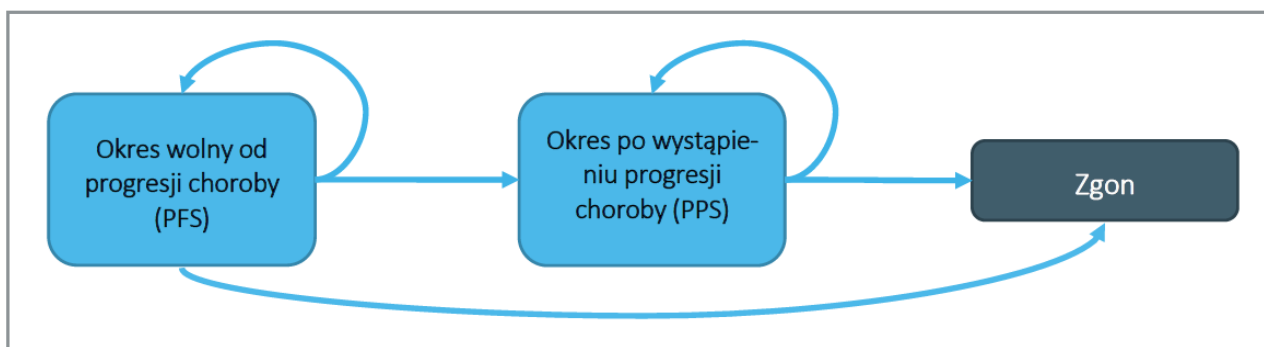 Okres wolny od
progresji choroby
(PFS)
Okres po wystąpie-
niu progresji
choroby (PPS)
Zgon